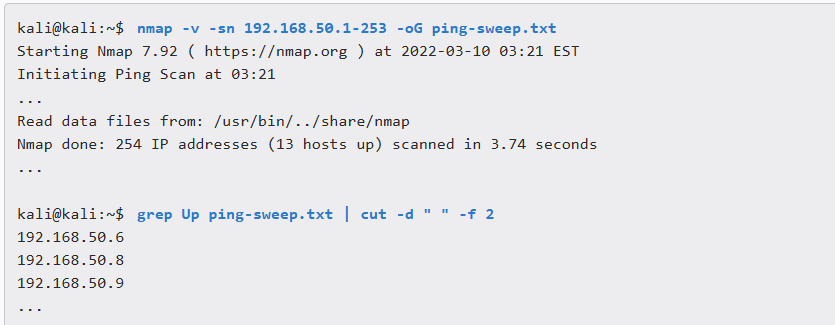 kali@kali:~$ nmap -v -sn 192.168.50.1-253 -oG ping-sweep.txt
Starting Nmap 7.92 ( https://nmap.org ) at 2022-03-10 03:21 EST
Initiating Ping Scan at 03:21
...
Read data files from: /usr/bin/../share/nmap
Nmap done: 254 IP addresses (13 hosts up) scanned in 3.74 seconds
...
kali@kali:~$ grep Up ping-sweep.txt | cut -d " " -f 2
192.168.50.6
192.168.50.8
192.168.50.9
...